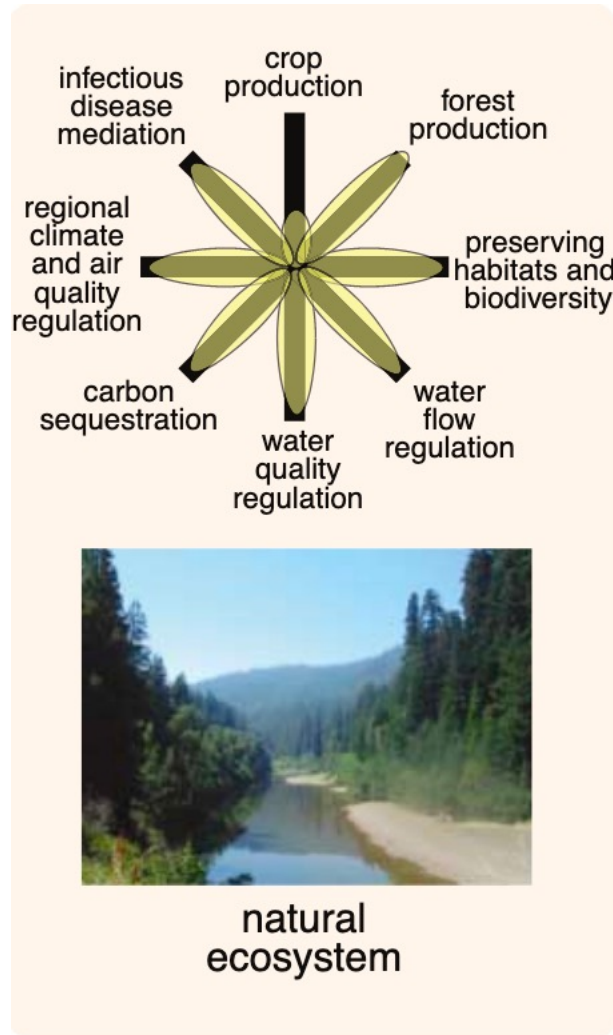 crop
production
infectious
disease
mediation
forest
production
regional
climate
and air
quality
regulation
preserving
habitats and
biodiversity
carbon
sequestration
water
flow
regulation
water
quality
regulation
natural
ecosystem